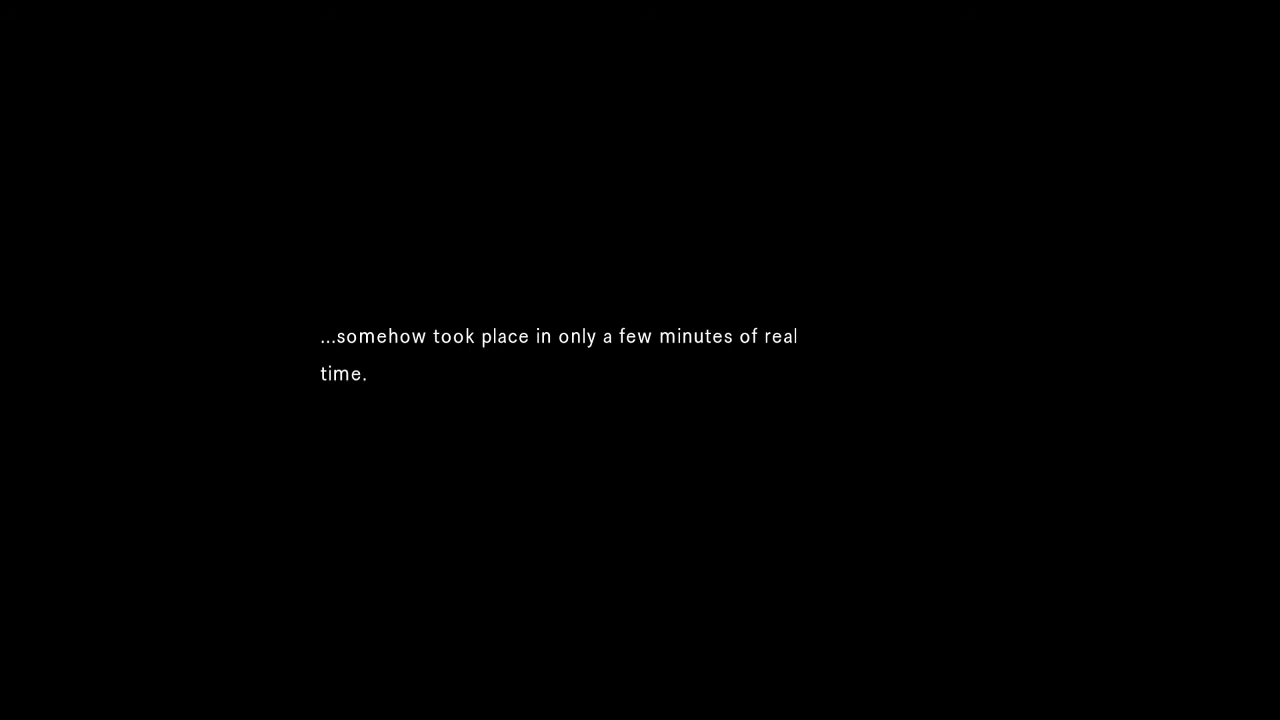 ...somehow took place in only a few minutes of real
time.